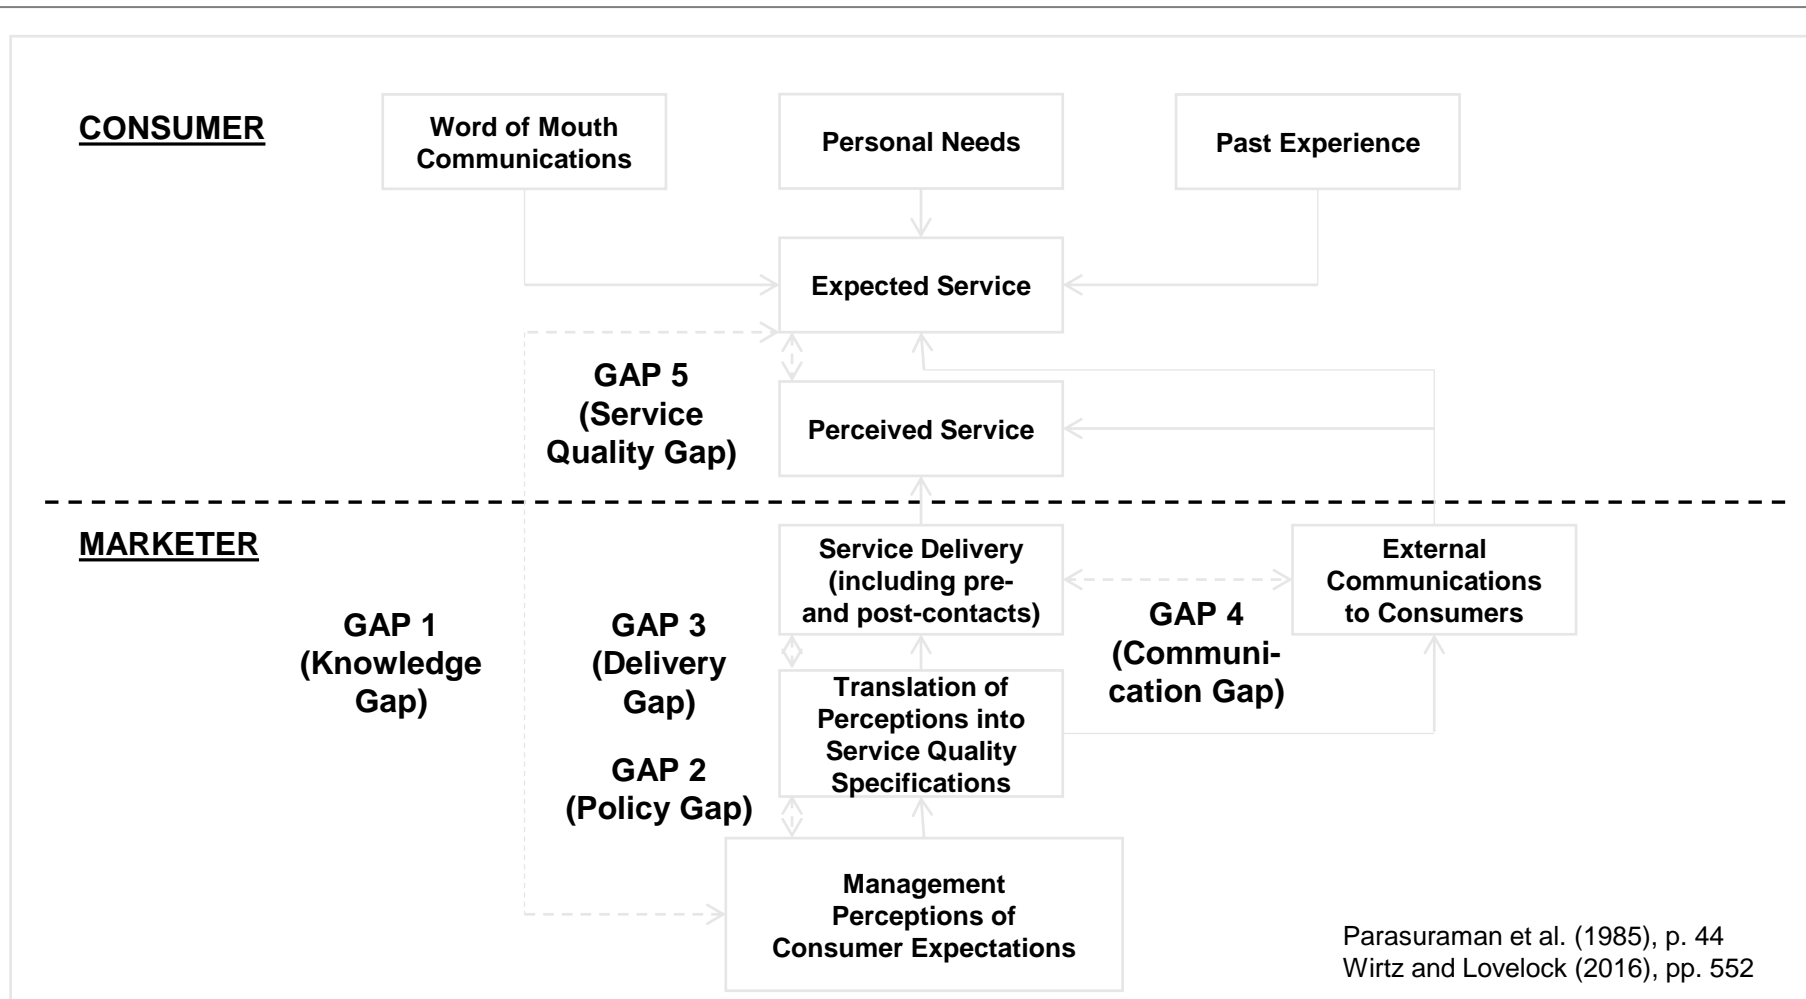 CONSUMER
Word of Mouth
Communications
Personal Needs
Past Experience
Expected Service
GAP 5
(Service
Quality Gap)
Perceived Service
MARKETER
Service Delivery
(including pre-
and post-contacts)
External
Communications
to Consumers
GAP 1
(Knowledge
Gap)
GAP 3
(Delivery
Gap)
GAP 4
(Communi-
cation Gap)
Translation of
Perceptions into
Service Quality
Specifications
GAP 2
(Policy Gap)
Management
Perceptions of
Consumer Expectations
Parasuraman et al. (1985), p. 44
Wirtz and Lovelock (2016), pp. 552